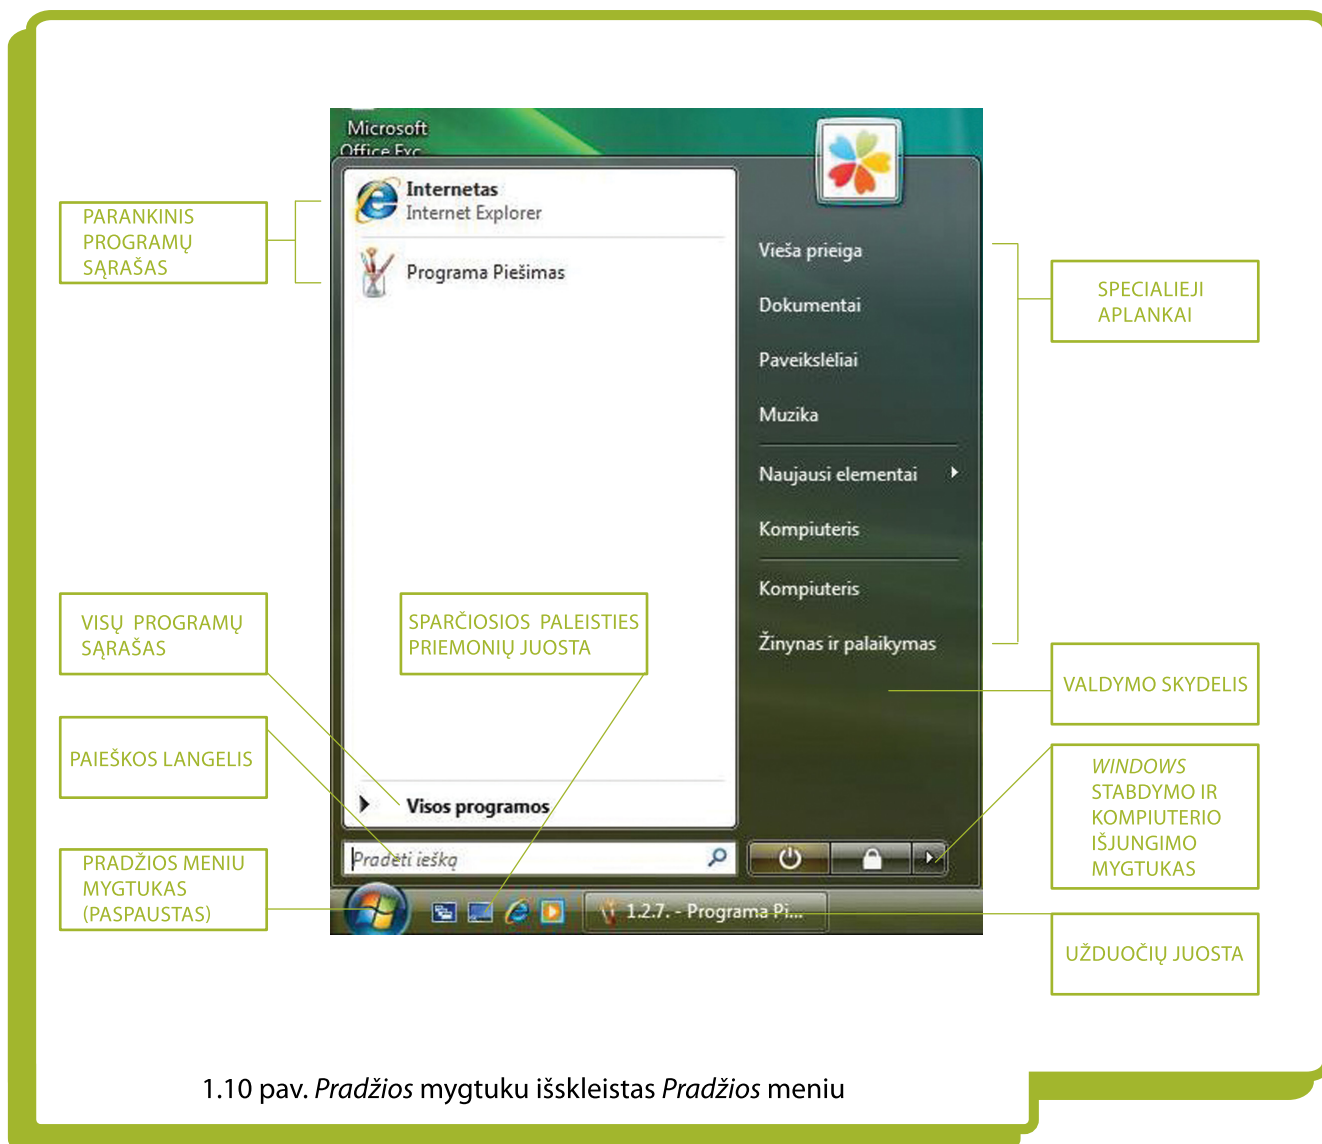 Microsoft
Office Exc...
Internetas
Internet Explorer
Programa Piešimas
Visos programos
Pradėti iešką
1.2.7. - Programa Pi...
Vieša prieiga
Dokumentai
Paveikslėliai
Muzika
Naujausi elementai
Kompiuteris
Kompiuteris
Žinynas ir palaikymas
PARANKINIS
PROGRAMŲ
SĄRAŠAS
VISŲ PROGRAMŲ
SĄRAŠAS
PAIEŠKOS LANGELIS
PRADŽIOS MENIU
MYGTUKAS
(PASPAUSTAS)
SPARČIOSIOS PALEISTIES
PRIEMONIŲ JUOSTA
SPECIALIEJI
APLANKAI
VALDYMO SKYDELIS
WINDOWS
STABDYMO IR
KOMPIUTERIO
IŠJUNGIMO
MYGTUKAS
UŽDUOČIŲ JUOSTA
1.10 pav. Pradžios mygtuku išskleistas Pradžios meniu